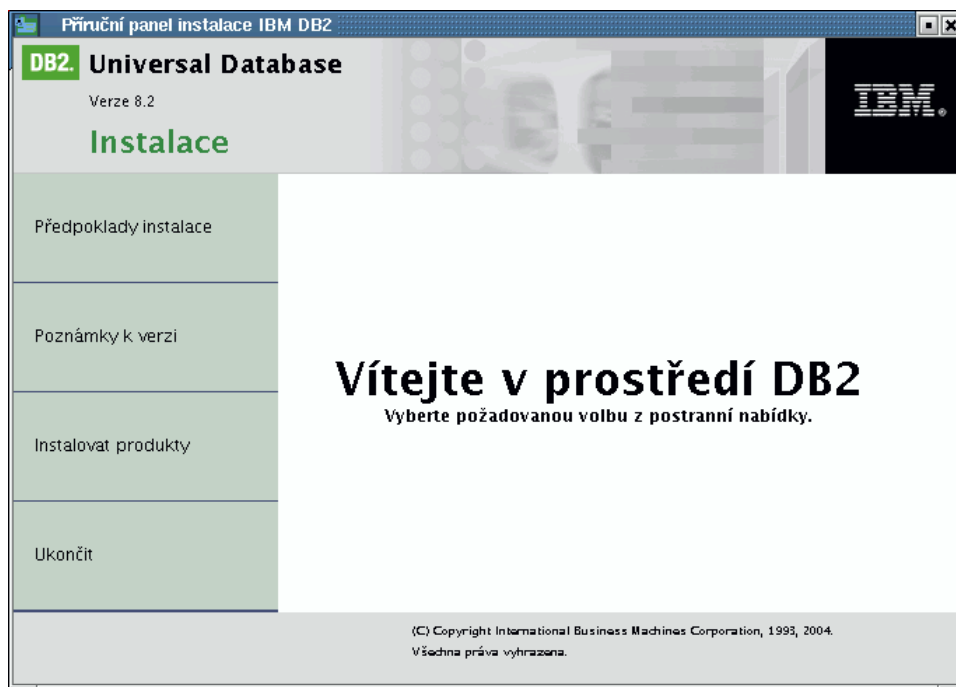 Příruční panel instalace IBM DB2
DB2. Universal Database
Verze 8.2
Instalace
IBM®
Předpoklady instalace
Poznámky k verzi
Instalovat produkty
Ukončit
Vítejte v prostředí DB2
Vyberte požadovanou volbu z postranní nabídky.
(C) Copyright International Business Machines Corporation, 1993, 2004.
Všechna práva vyhrazena.